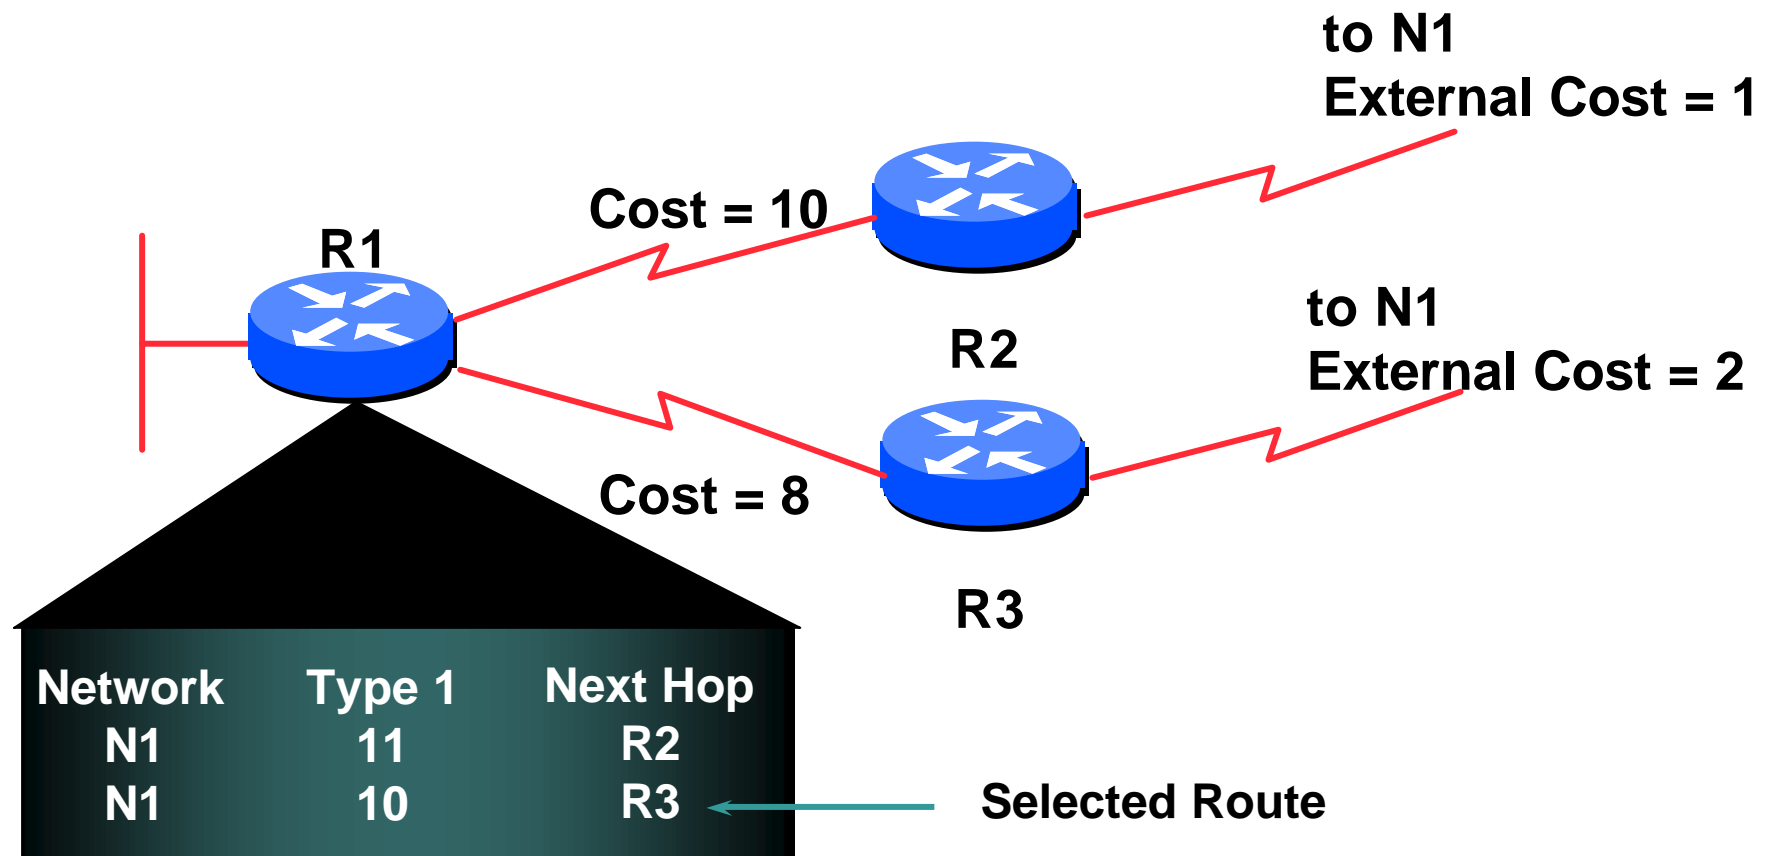 to N1
External Cost = 1
Cost = 10
R1
R2
to N1
External Cost = 2
Cost = 8
R3
Network Type 1 Next Hop
N1 11 R2
N1 10 R3
Selected Route